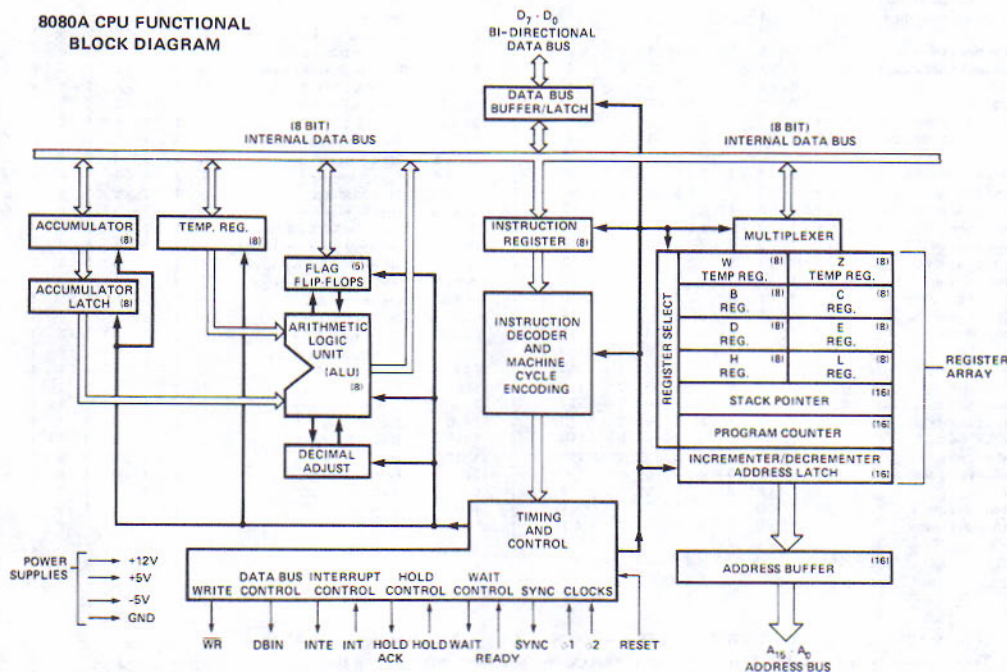 8080A CPU FUNCTIONAL
BLOCK DIAGRAM
D7 - D0
BI-DIRECTIONAL
DATA BUS
DATA BUS
BUFFER/LATCH
(8 BIT)
INTERNAL DATA BUS
(8 BIT)
INTERNAL DATA BUS
ACCUMULATOR
(8)
TEMP. REG.
(8)
INSTRUCTION
REGISTER (8)
MULTIPLEXER
ACCUMULATOR
LATCH (8)
FLAG (5)
FLIP-FLOPS
ARITHMETIC
LOGIC
UNIT
(ALU)
(8)
DECIMAL
ADJUST
INSTRUCTION
DECODER
AND
MACHINE
CYCLE
ENCODING
REGISTER SELECT
W (8)
TEMP REG.
Z (8)
TEMP REG.
B (8)
REG.
C (8)
REG.
D (8)
REG.
E (8)
REG.
H (8)
REG.
L (8)
REG.
STACK POINTER (16)
PROGRAM COUNTER (16)
INCREMENTER/DECREMENTER
ADDRESS LATCH (16)
REGISTER
ARRAY
TIMING
AND
CONTROL
ADDRESS BUFFER (16)
A15 - A0
ADDRESS BUS
POWER
SUPPLIES
+12V
+5V
-5V
GND
DATA BUS INTERRUPT HOLD WAIT
WRITE CONTROL CONTROL CONTROL CONTROL SYNC CLOCKS
WR DBIN INTE INT HOLD HOLD WAIT SYNC ø1 ø2 RESET
ACK READY